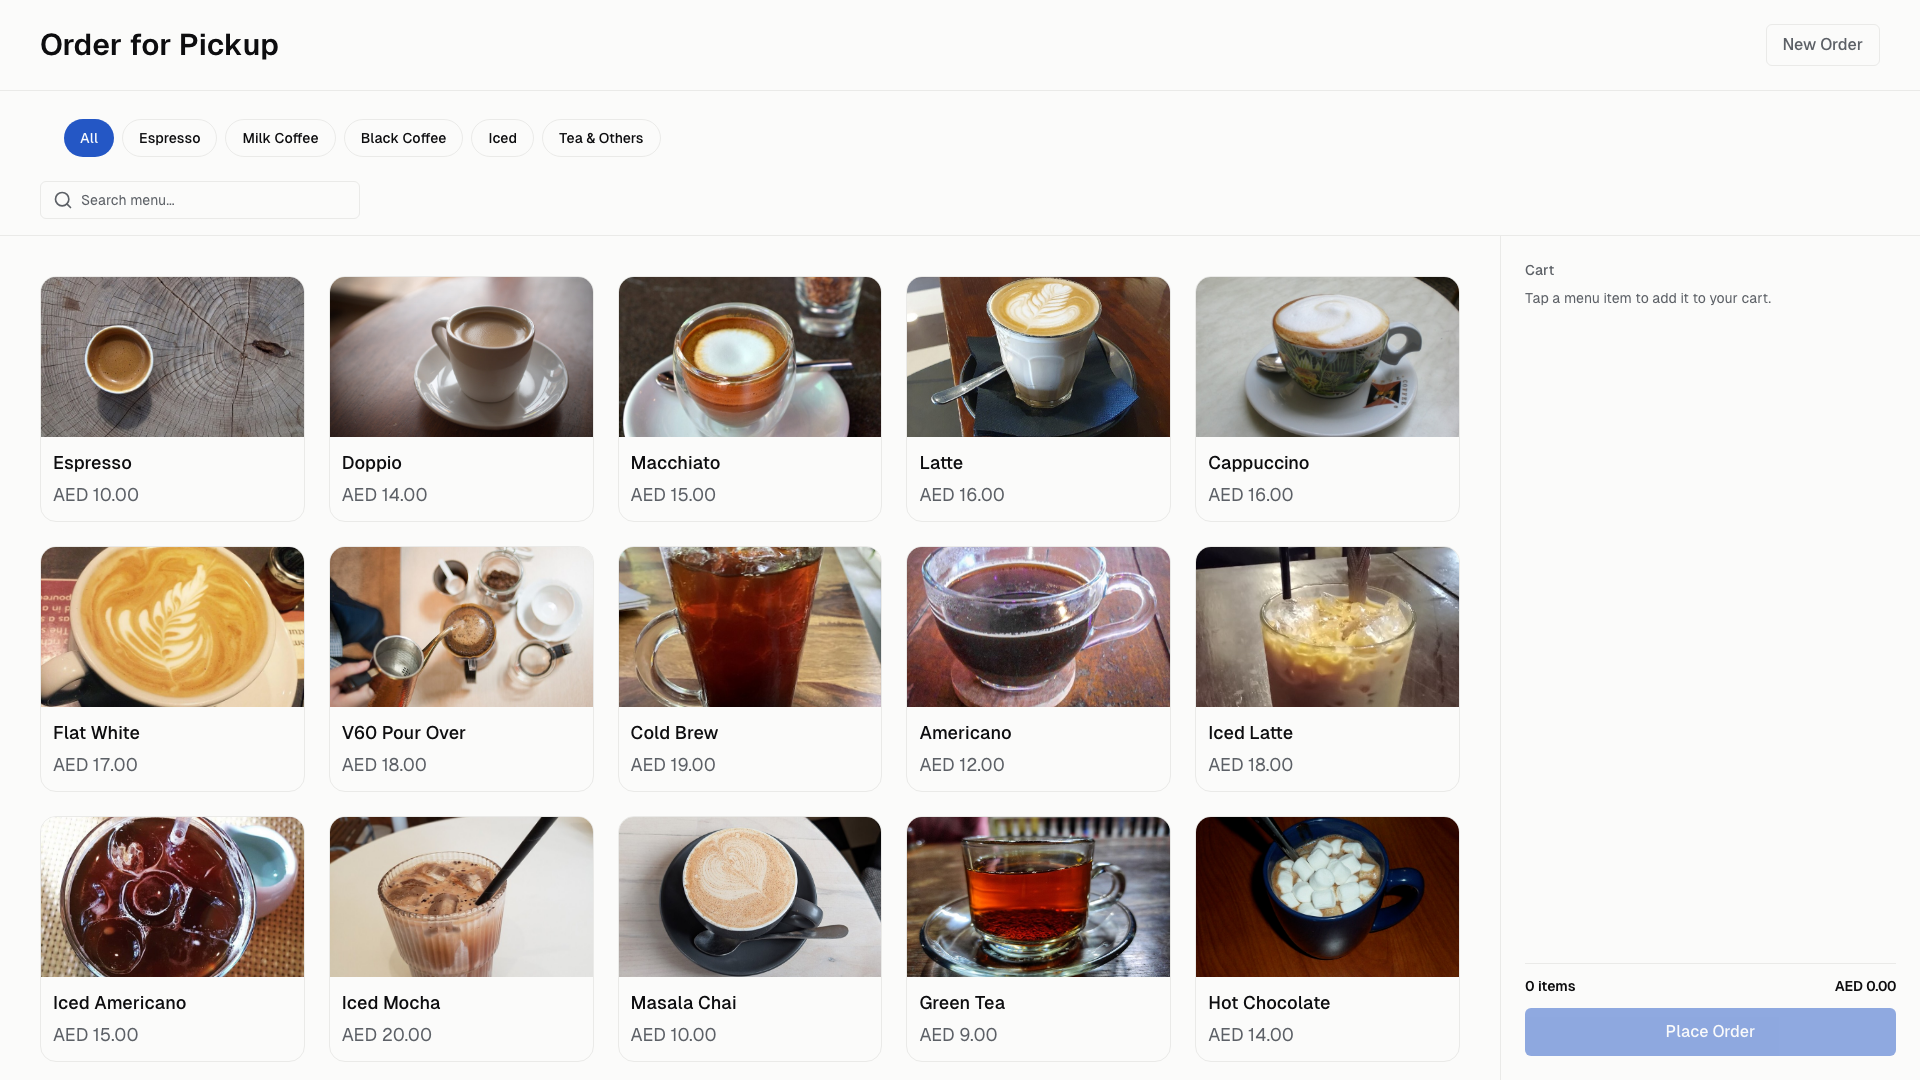 Order for Pickup
New Order
All
Espresso
Milk Coffee
Black Coffee
Iced
Tea & Others
Search menu…
Cart
Tap a menu item to add it to your cart.
Espresso
AED 10.00
Doppio
AED 14.00
Macchiato
AED 15.00
Latte
AED 16.00
Cappuccino
AED 16.00
Flat White
AED 17.00
V60 Pour Over
AED 18.00
Cold Brew
AED 19.00
Americano
AED 12.00
Iced Latte
AED 18.00
Iced Americano
AED 15.00
Iced Mocha
AED 20.00
Masala Chai
AED 10.00
Green Tea
AED 9.00
Hot Chocolate
AED 14.00
0 items
AED 0.00
Place Order